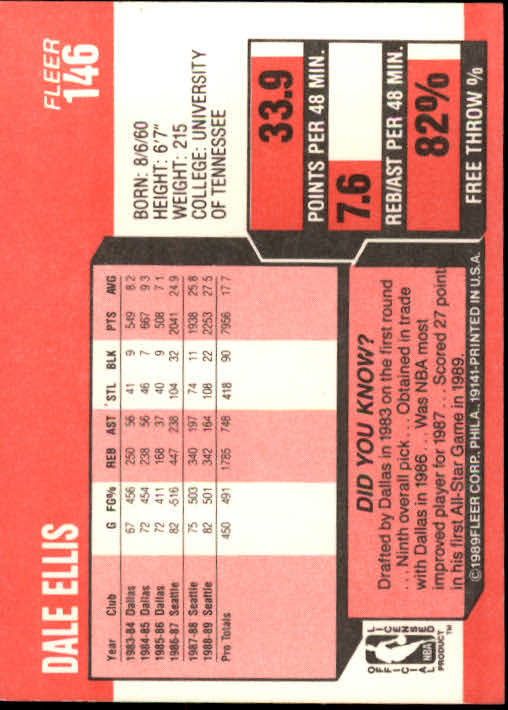 FLEER
146
DALE ELLIS
BORN: 8/6/60
HEIGHT: 6'7"
WEIGHT: 215
COLLEGE: UNIVERSITY
OF TENNESSEE
33.9
POINTS PER 48 MIN.
7.6
REB/AST PER 48 MIN.
82%
FREE THROW %
Year Club G FG% REB AST STL BLK PTS AVG
1983-84 Dallas 67 456 250 56 41 9 549 8.2
1984-85 Dallas 72 454 238 56 46 7 667 9.3
1985-86 Dallas 72 411 168 37 40 9 508 7.1
1986-87 Seattle 82 .516 447 238 104 32 2041 24.9
1987-88 Seattle 75 503 340 197 74 11 1938 25.8
1988-89 Seattle 82 501 342 164 108 22 2253 27.5
Pro Totals 450 491 1785 748 418 90 7956 17.7
DID YOU KNOW?
Drafted by Dallas in 1983 on the first round
. . . Ninth overall pick . . . Obtained in trade
with Dallas in 1986 . . . Was NBA most
improved player for 1987 . . . Scored 27 point
in his first All-Star Game in 1989.
©1989FLEER CORP., PHILA., 19141-PRINTED IN U.S.A.
OFFICIAL LICENSED
NBA
PRODUCT™